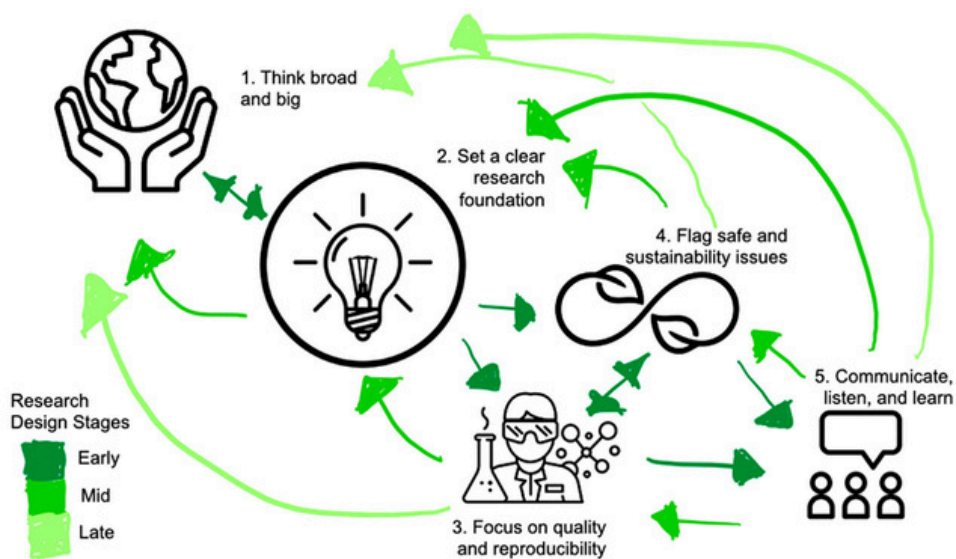 1. Think broad
and big
2. Set a clear
research
foundation
4. Flag safe and
sustainability issues
5. Communicate,
listen, and learn
Research
Design Stages
Early
Mid
Late
3. Focus on quality
and reproducibility